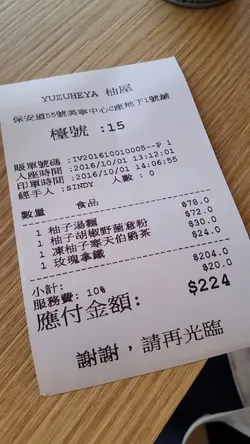 YUZUHEYA 柚屋
保安道55號美寧中心C座地下1號舖
檯號 :15
賬單號碼 :IV201610010005--P 1
入座時間 :2016/10/01 13:12:01
印單時間 :2016/10/01 14:06:55
經手人 :SINDY 人數 : 0
數量 食品
1 柚子湯麵 $78.0
1 柚子胡椒野菌意粉 $72.0
1 凍柚子寒天伯爵茶 $30.0
1 玫瑰拿鐵 $24.0
小計: $204.0
服務費: 10% $20.0
應付金額: $224
謝謝，請再光臨